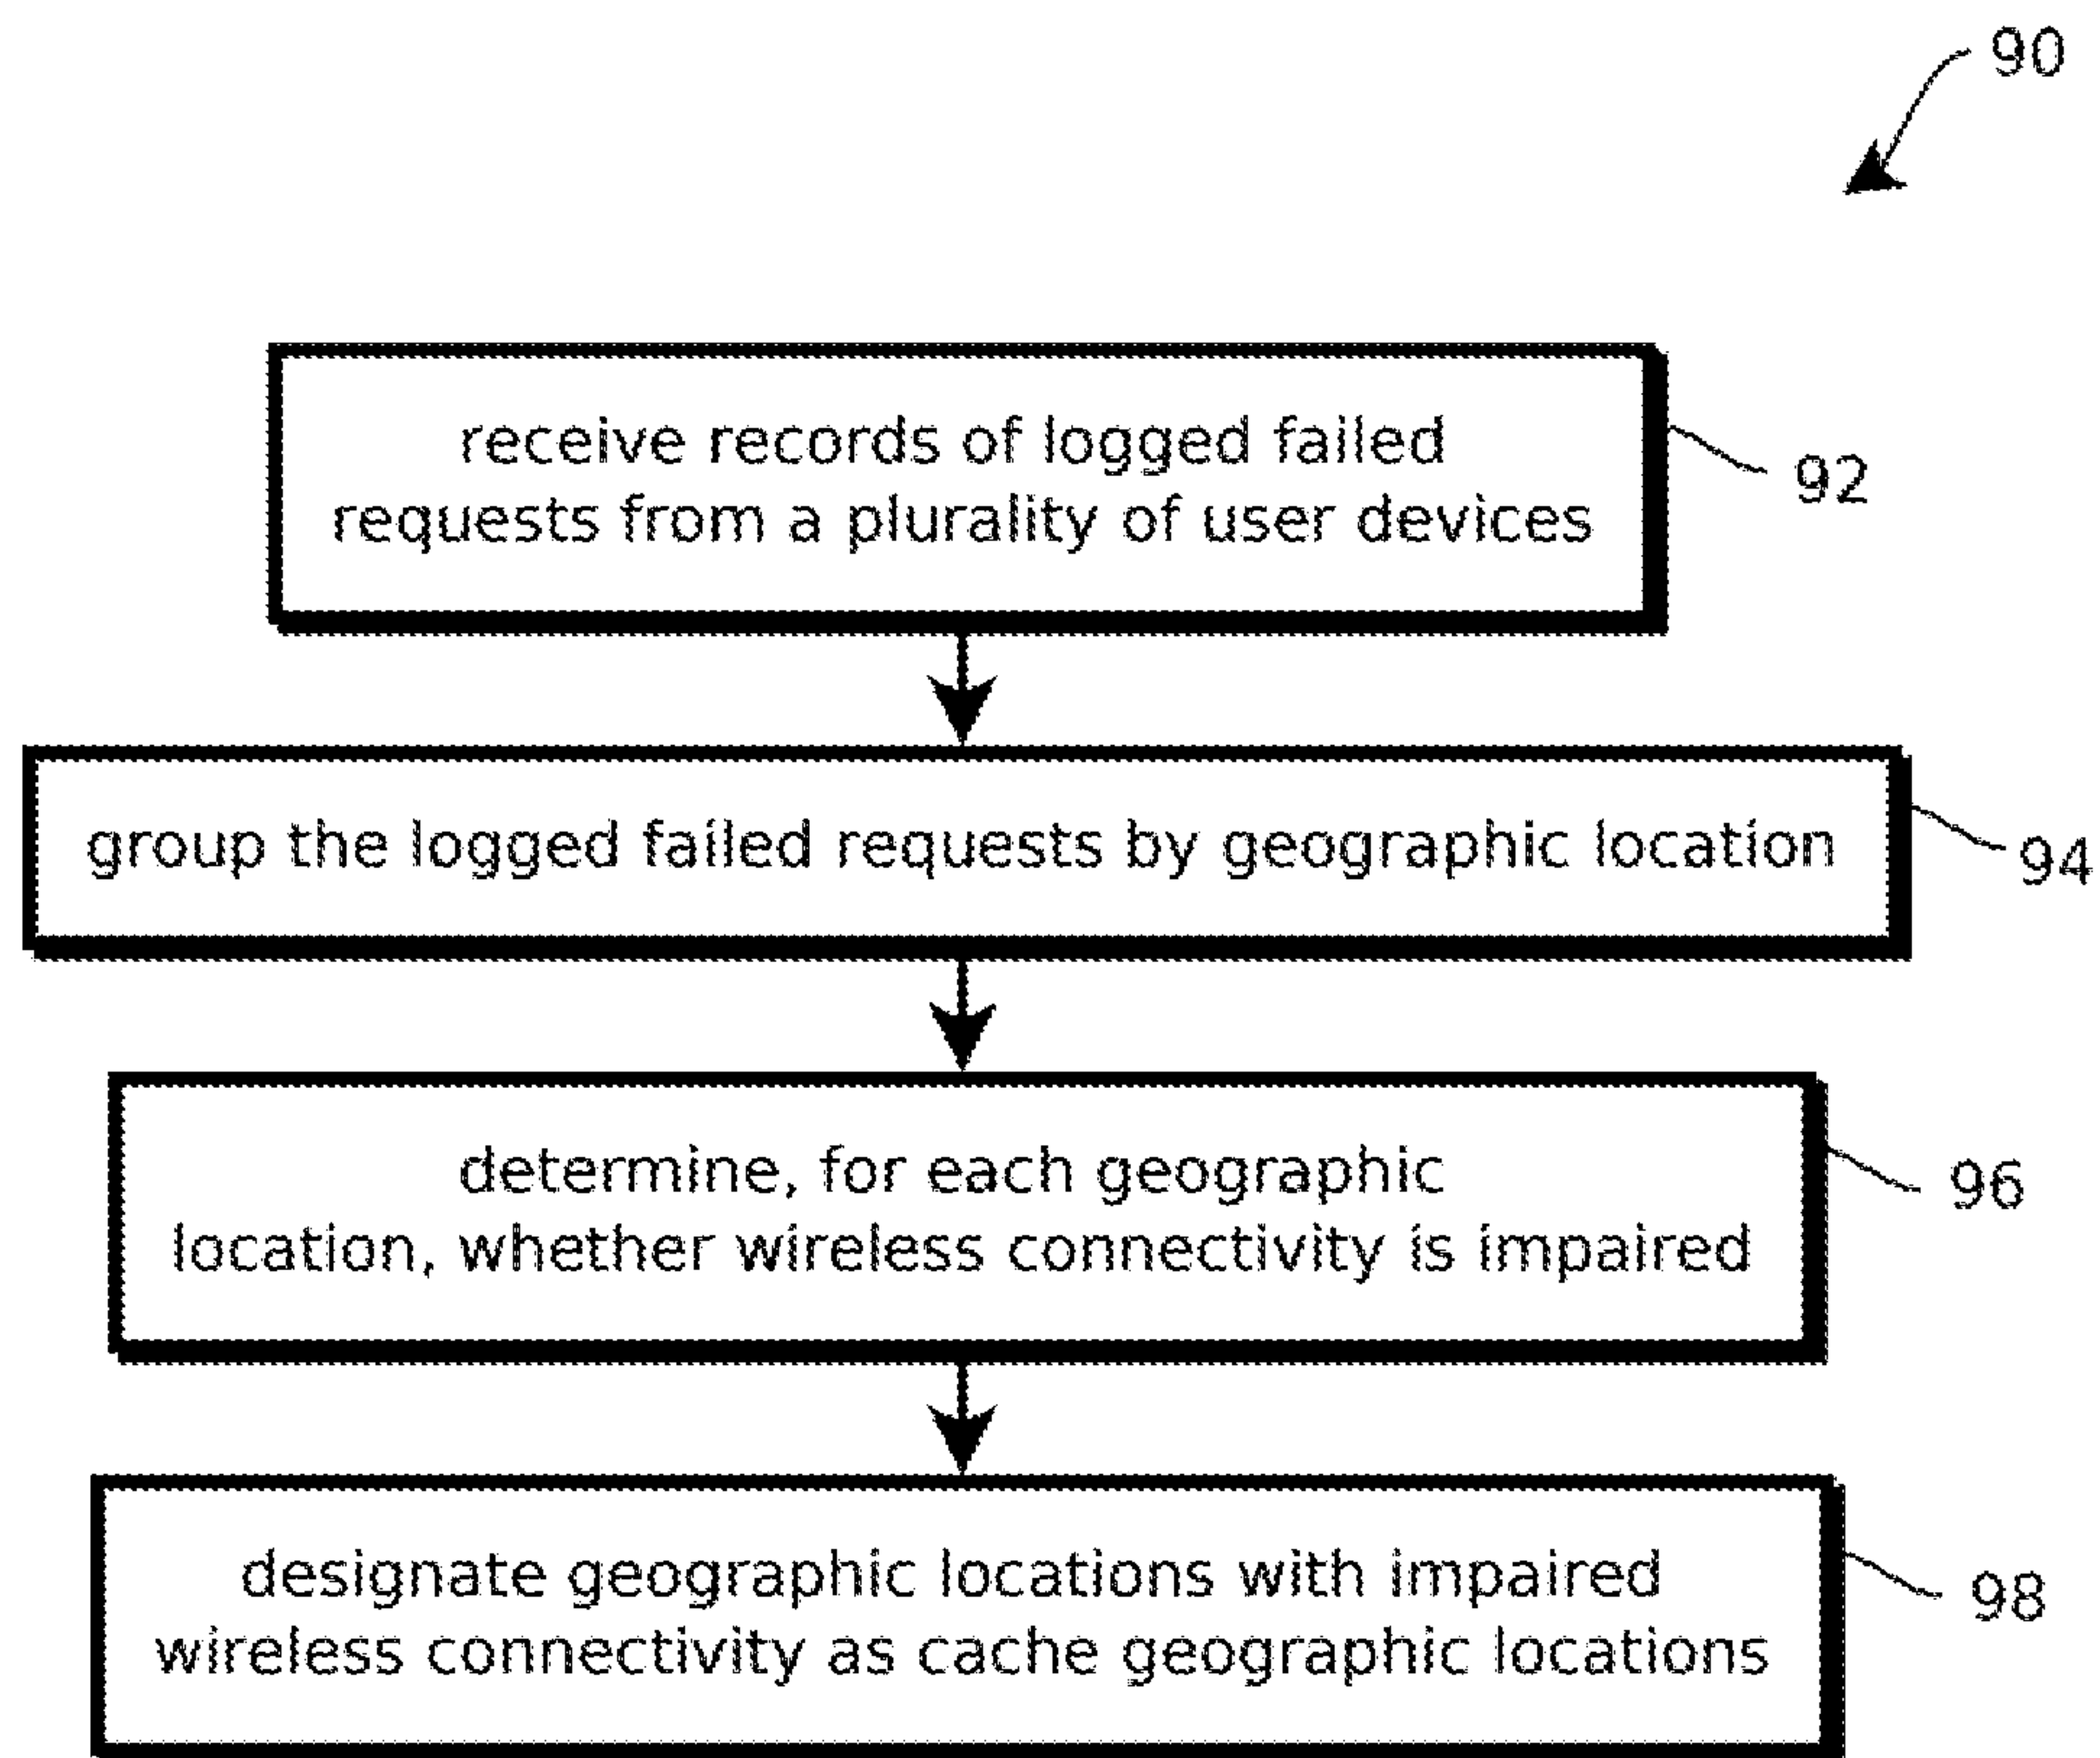 90
receive records of logged failed
requests from a plurality of user devices
92
group the logged failed requests by geographic location
94
determine, for each geographic
location, whether wireless connectivity is impaired
96
designate geographic locations with impaired
wireless connectivity as cache geographic locations
98